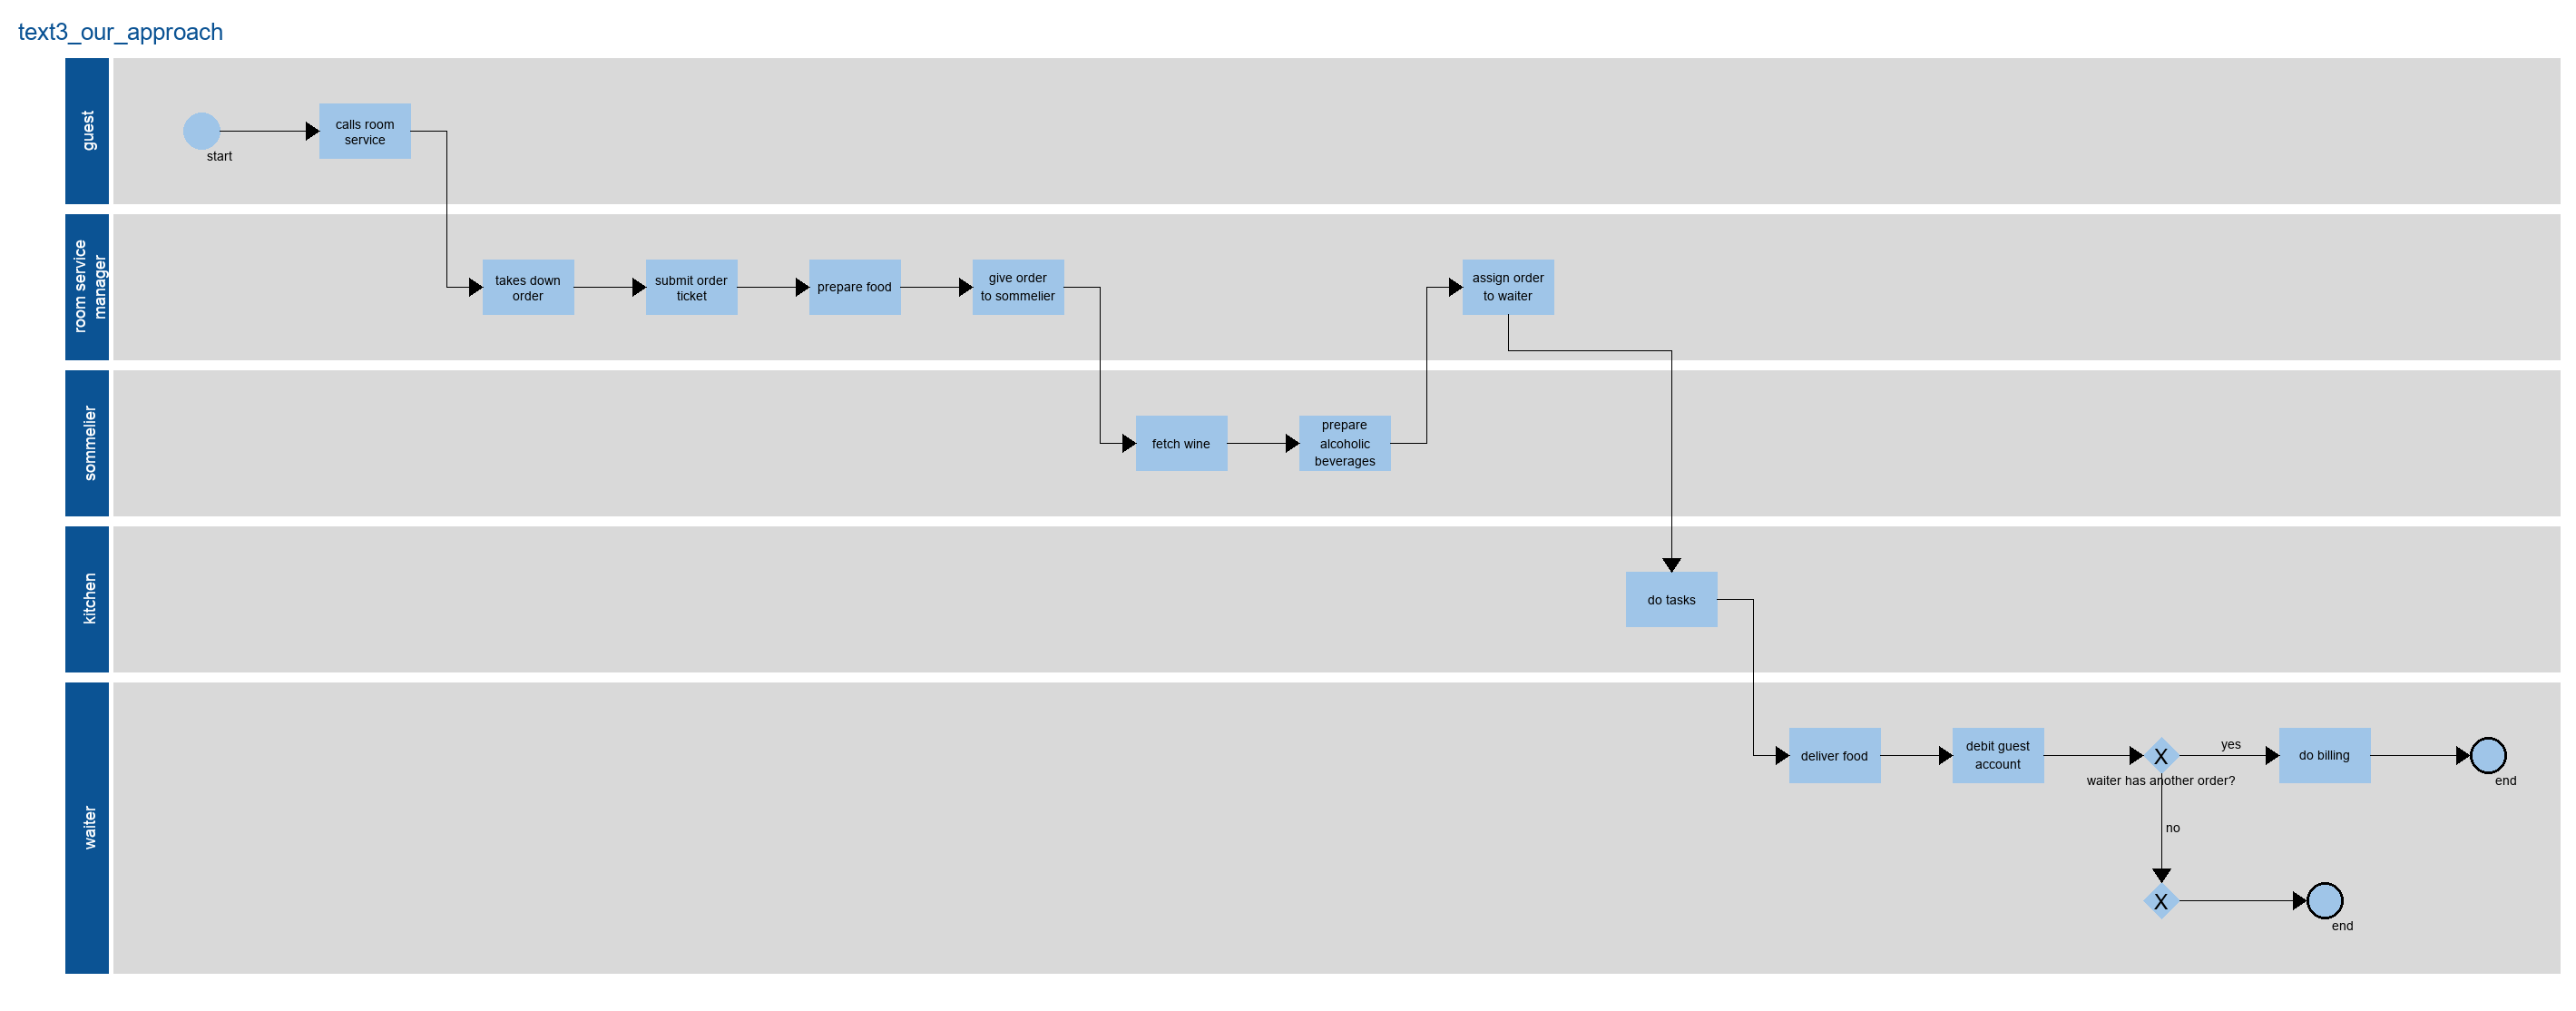 text3_our_approach
guest
start
calls room
service
room service
manager
takes down
order
submit order
ticket
prepare food
give order
to sommelier
assign order
to waiter
sommelier
fetch wine
prepare
alcoholic
beverages
kitchen
do tasks
waiter
deliver food
debit guest
account
X
waiter has another order?
yes
do billing
end
no
X
end